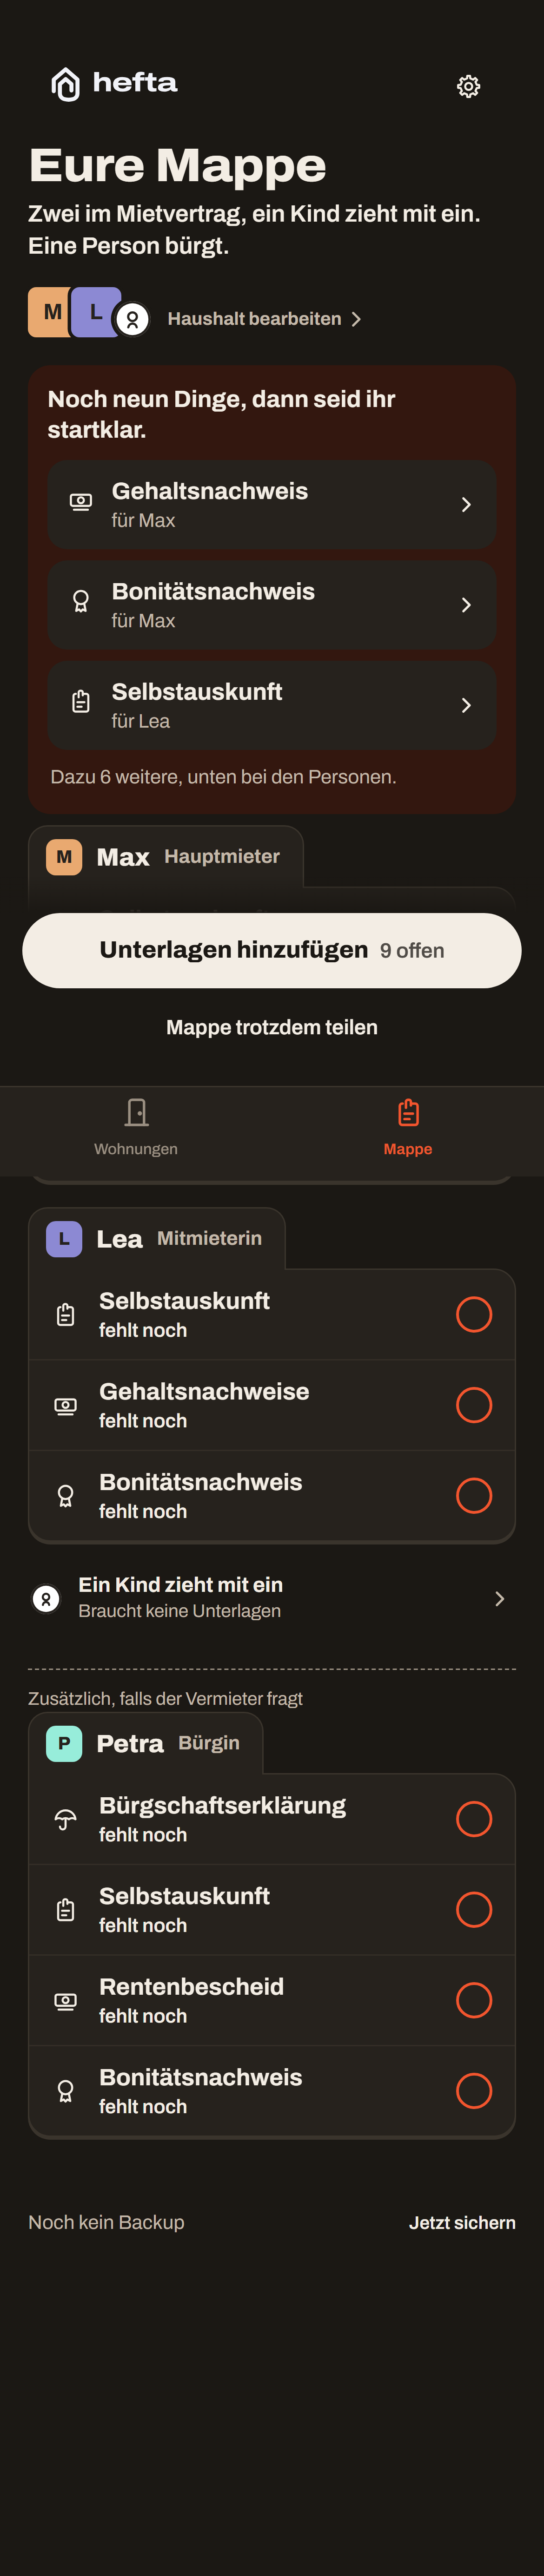 hefta
Eure Mappe
Zwei im Mietvertrag, ein Kind zieht mit ein.
Eine Person bürgt.
M L
Haushalt bearbeiten
Noch neun Dinge, dann seid ihr
startklar.
Gehaltsnachweis
für Max
Bonitätsnachweis
für Max
Selbstauskunft
für Lea
Dazu 6 weitere, unten bei den Personen.
M Max Hauptmieter
Unterlagen hinzufügen 9 offen
Mappe trotzdem teilen
Wohnungen Mappe
L Lea Mitmieterin
Selbstauskunft
fehlt noch
Gehaltsnachweise
fehlt noch
Bonitätsnachweis
fehlt noch
Ein Kind zieht mit ein
Braucht keine Unterlagen
Zusätzlich, falls der Vermieter fragt
P Petra Bürgin
Bürgschaftserklärung
fehlt noch
Selbstauskunft
fehlt noch
Rentenbescheid
fehlt noch
Bonitätsnachweis
fehlt noch
Noch kein Backup Jetzt sichern